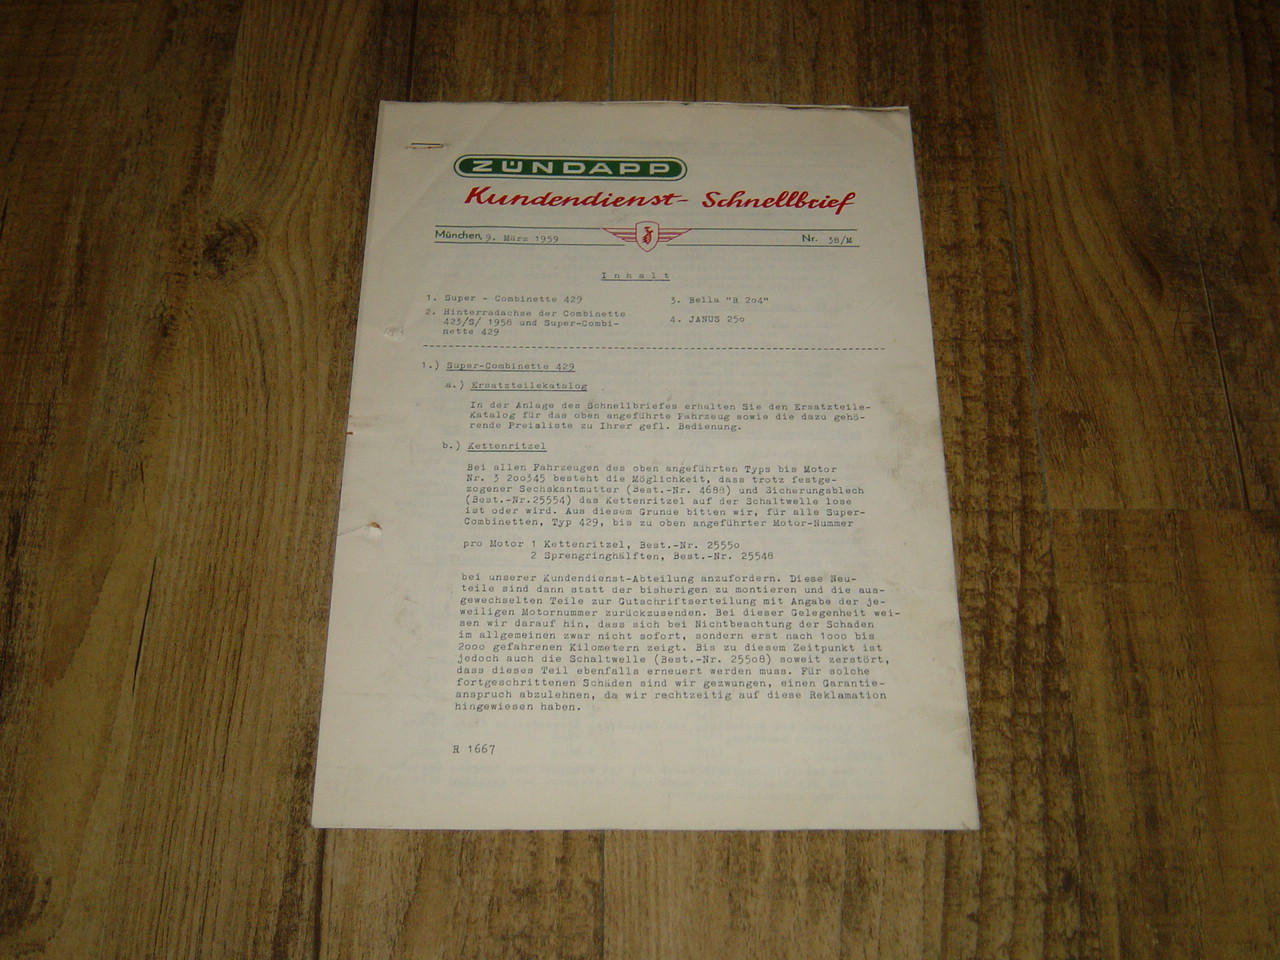 ZÜNDAPP
Kundendienst- Schnellbrief
München, 9. März 1959 Nr. 38/M
Inhalt
1. Super - Combinette 429
2. Hinterradachse der Combinette
423/S/ 1958 und Super-Combi-
nette 429
3. Bella "R 2o4"
4. JANUS 25o
1.) Super-Combinette 429
a.) Ersatzteilekatalog
In der Anlage des Schnellbriefes erhalten Sie den Ersatzteile-
Katalog für das oben angeführte Fahrzeug sowie die dazu gehö-
rende Preisliste zu Ihrer gefl. Bedienung.
b.) Kettenritzel
Bei allen Fahrzeugen des oben angeführten Typs bis Motor
Nr. 3 2oo345 besteht die Möglichkeit, dass trotz festge-
zogener Sechskantmutter (Best.-Nr. 4688) und Sicherungsblech
(Best.-Nr.25554) das Kettenritzel auf der Schaltwelle lose
ist oder wird. Aus diesem Grunde bitten wir, für alle Super-
Combinetten, Typ 429, bis zu oben angeführter Motor-Nummer
pro Motor 1 Kettenritzel, Best.-Nr. 2555o
2 Sprengringhälften, Best.-Nr. 25548
bei unserer Kundendienst-Abteilung anzufordern. Diese Neu-
teile sind dann statt der bisherigen zu montieren und die aus-
gewechselten Teile zur Gutschriftserteilung mit Angabe der je-
weiligen Motornummer zurückzusenden. Bei dieser Gelegenheit wei-
sen wir darauf hin, dass sich bei Nichtbeachtung der Schaden
im allgemeinen zwar nicht sofort, sondern erst nach 1ooo bis
2ooo gefahrenen Kilometern zeigt. Bis zu diesem Zeitpunkt ist
jedoch auch die Schaltwelle (Best.-Nr. 255o8) soweit zerstört,
dass dieses Teil ebenfalls erneuert werden muss. Für solche
fortgeschrittenen Schäden sind wir gezwungen, einen Garantie-
anspruch abzulehnen, da wir rechtzeitig auf diese Reklamation
hingewiesen haben.
R 1667